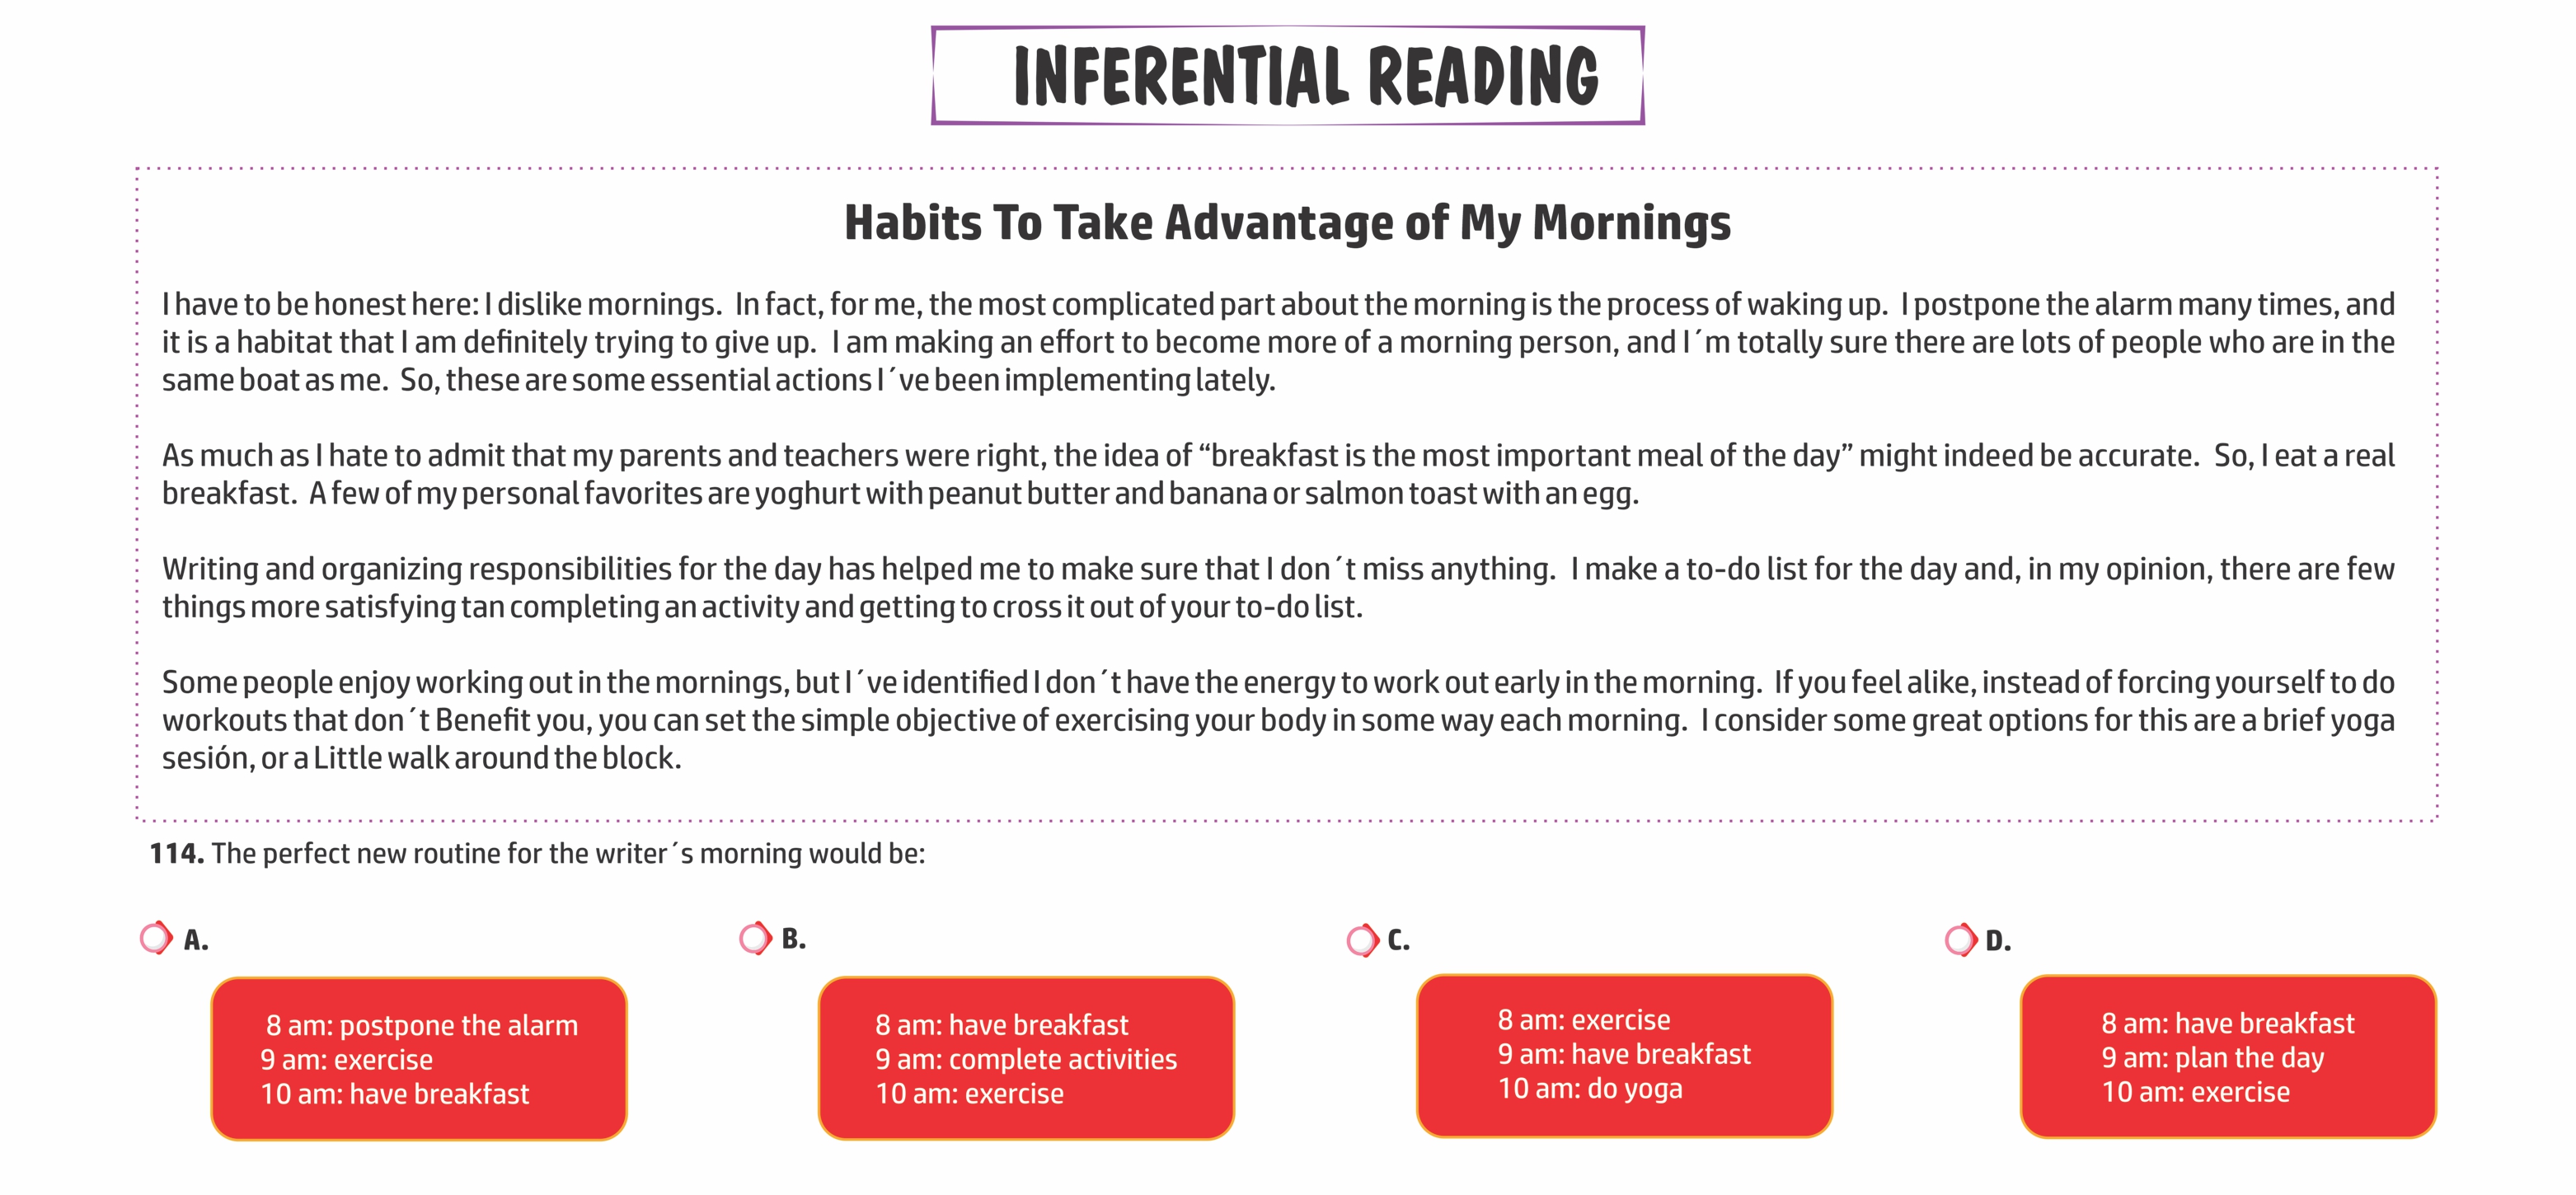 INFERENTIAL READING
Habits To Take Advantage of My Mornings
I have to be honest here: I dislike mornings. In fact, for me, the most complicated part about the morning is the process of waking up. I postpone the alarm many times, and
it is a habitat that I am definitely trying to give up. I am making an effort to become more of a morning person, and I´m totally sure there are lots of people who are in the
same boat as me. So, these are some essential actions I´ve been implementing lately.
As much as I hate to admit that my parents and teachers were right, the idea of “breakfast is the most important meal of the day” might indeed be accurate. So, I eat a real
breakfast. A few of my personal favorites are yoghurt with peanut butter and banana or salmon toast with an egg.
Writing and organizing responsibilities for the day has helped me to make sure that I don´t miss anything. I make a to-do list for the day and, in my opinion, there are few
things more satisfying tan completing an activity and getting to cross it out of your to-do list.
Some people enjoy working out in the mornings, but I´ve identified I don´t have the energy to work out early in the morning. If you feel alike, instead of forcing yourself to do
workouts that don´t Benefit you, you can set the simple objective of exercising your body in some way each morning. I consider some great options for this are a brief yoga
sesión, or a Little walk around the block.
114. The perfect new routine for the writer´s morning would be:
A.
8 am: postpone the alarm
9 am: exercise
10 am: have breakfast
B.
8 am: have breakfast
9 am: complete activities
10 am: exercise
C.
8 am: exercise
9 am: have breakfast
10 am: do yoga
D.
8 am: have breakfast
9 am: plan the day
10 am: exercise